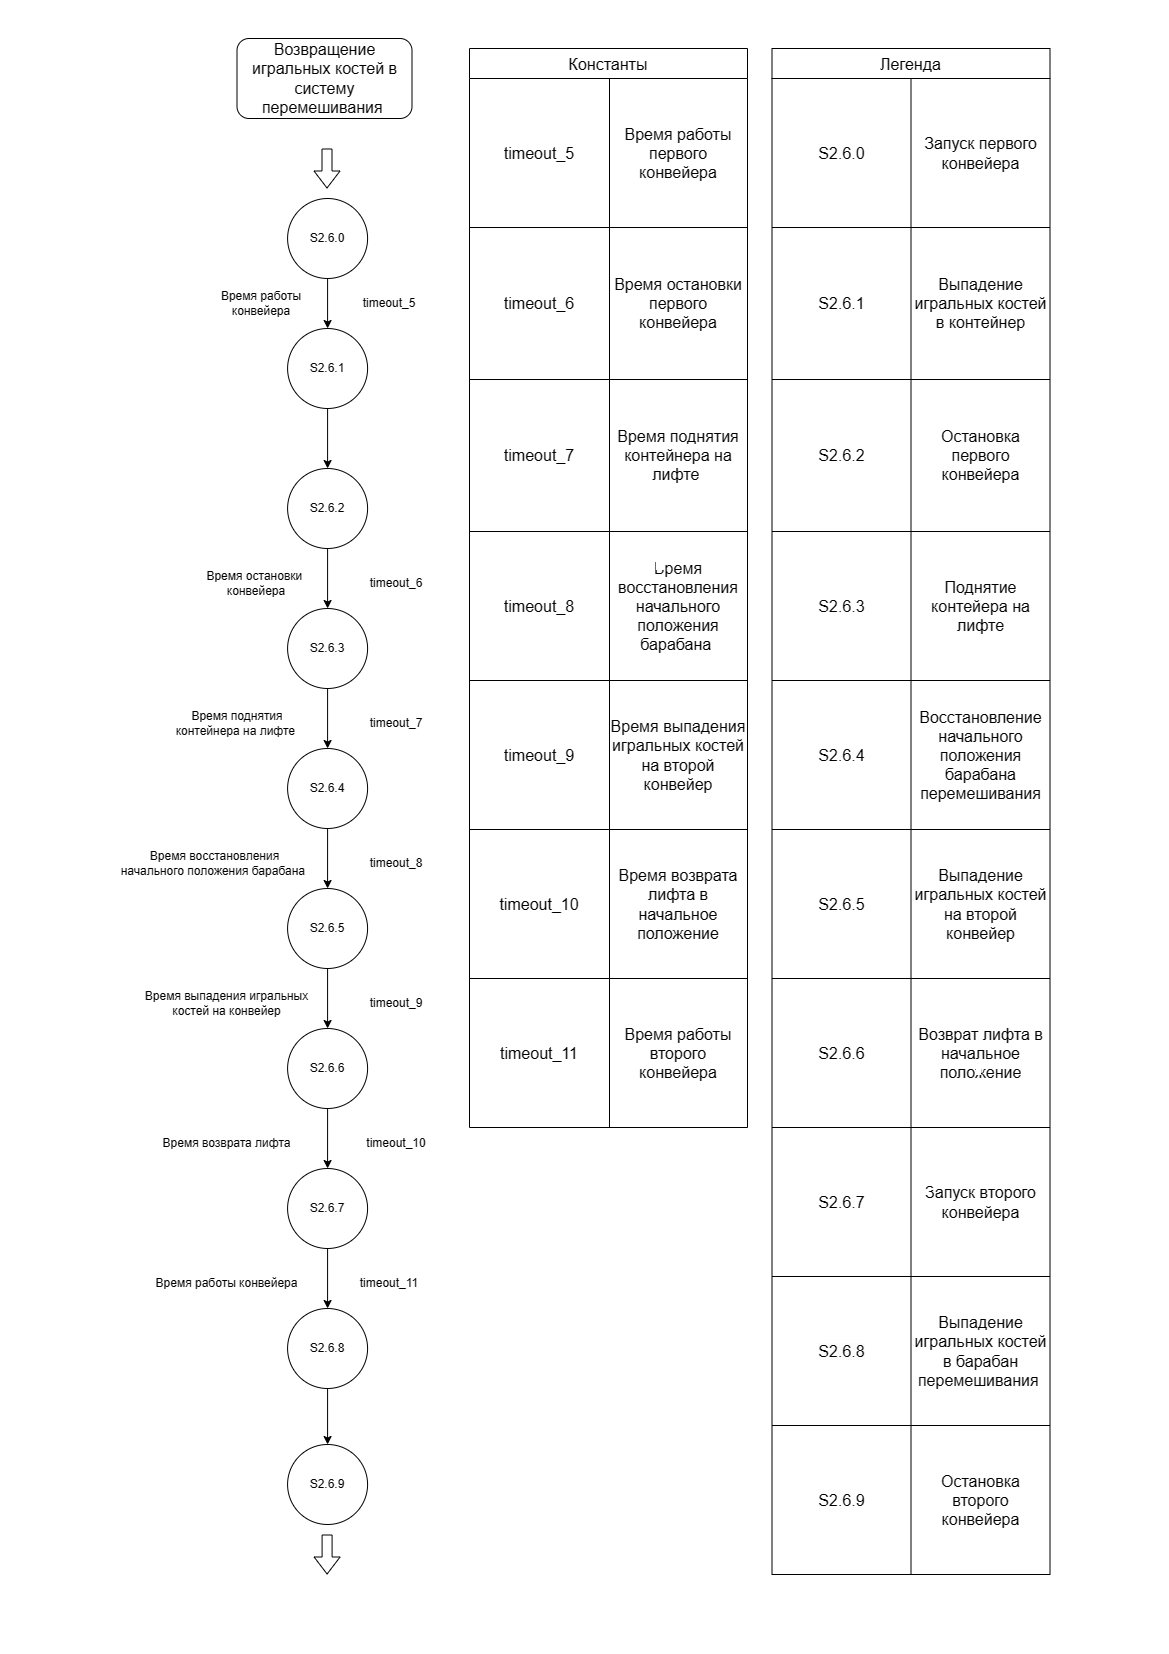 Возвращение
игральных костей в
систему
перемешивания
S2.6.0
Время работы
конвейера
timeout_5
S2.6.1
S2.6.2
Время остановки
конвейера
timeout_6
S2.6.3
Время поднятия
контейнера на лифте
timeout_7
S2.6.4
Время восстановления
начального положения барабана
timeout_8
S2.6.5
Время выпадения игральных
костей на конвейер
timeout_9
S2.6.6
Время возврата лифта
timeout_10
S2.6.7
Время работы конвейера
timeout_11
S2.6.8
S2.6.9
Константы
timeout_5
Время работы
первого
конвейера
timeout_6
Время остановки
первого
конвейера
timeout_7
Время поднятия
контейнера на
лифте
timeout_8
Время
восстановления
начального
положения
барабана
timeout_9
Время выпадения
игральных костей
на второй
конвейер
timeout_10
Время возврата
лифта в
начальное
положение
timeout_11
Время работы
второго
конвейера
Легенда
S2.6.0
Запуск первого
конвейера
S2.6.1
Выпадение
игральных костей
в контейнер
S2.6.2
Остановка
первого
конвейера
S2.6.3
Поднятие
контейера на
лифте
S2.6.4
Восстановление
начального
положения
барабана
перемешивания
S2.6.5
Выпадение
игральных костей
на второй
конвейер
S2.6.6
Возврат лифта в
начальное
положение
S2.6.7
Запуск второго
конвейера
S2.6.8
Выпадение
игральных костей
в барабан
перемешивания
S2.6.9
Остановка
второго
конвейера